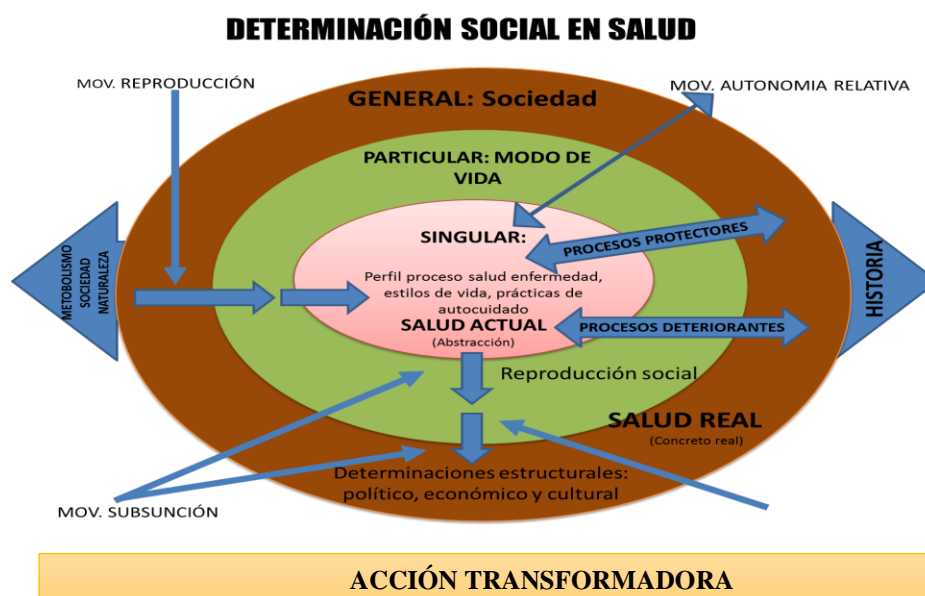 DETERMINACIÓN SOCIAL EN SALUD
MOV. REPRODUCCIÓN
MOV. AUTONOMIA RELATIVA
GENERAL: Sociedad
PARTICULAR: MODO DE
VIDA
SINGULAR:
PROCESOS PROTECTORES
METOBOLISMO
SOCIEDAD
NATURALEZA
HISTORIA
Perfil proceso salud enfermedad,
estilos de vida, prácticas de
autocuidado
SALUD ACTUAL
(Abstracción)
PROCESOS DETERIORANTES
Reproducción social
SALUD REAL
(Concreto real)
Determinaciones estructurales:
político, económico y cultural
MOV. SUBSUNCIÓN
ACCIÓN TRANSFORMADORA